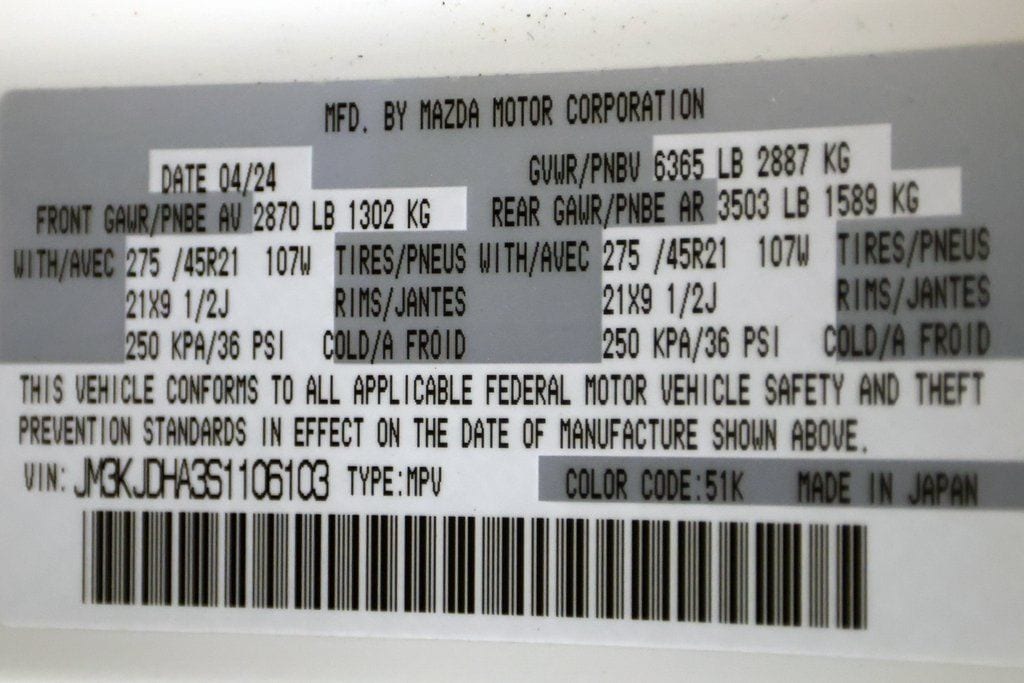 MFD. BY MAZDA MOTOR CORPORATION
DATE 04/24 GVWR/PNBV 6365 LB 2887 KG
FRONT GAWR/PNBE AV 2870 LB 1302 KG REAR GAWR/PNBE AR 3503 LB 1589 KG
WITH/AVEC 275 /45R21 107W TIRES/PNEUS WITH/AVEC 275 /45R21 107W TIRES/PNEUS
21X9 1/2J RIMS/JANTES 21X9 1/2J RIMS/JANTES
250 KPA/36 PSI COLD/A FROID 250 KPA/36 PSI COLD/A FROID
THIS VEHICLE CONFORMS TO ALL APPLICABLE FEDERAL MOTOR VEHICLE SAFETY AND THEFT
PREVENTION STANDARDS IN EFFECT ON THE DATE OF MANUFACTURE SHOWN ABOVE.
VIN: JM3KJDHA3S1106103 TYPE:MPV COLOR CODE:51K MADE IN JAPAN